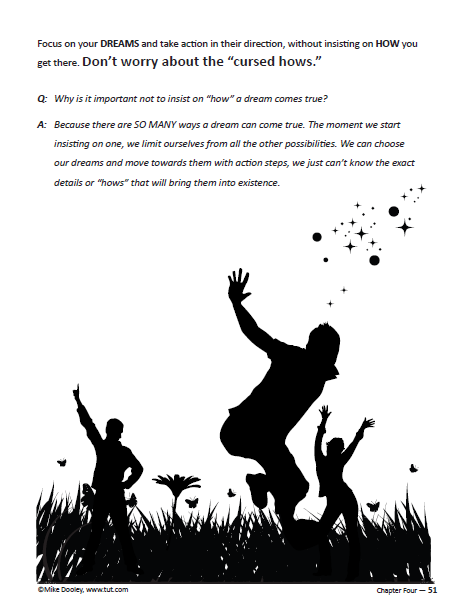 Focus on your DREAMS and take action in their direction, without insisting on HOW you
get there. Don’t worry about the “cursed hows.”
Q: Why is it important not to insist on “how” a dream comes true?
A: Because there are SO MANY ways a dream can come true. The moment we start
insisting on one, we limit ourselves from all the other possibilities. We can choose
our dreams and move towards them with action steps, we just can’t know the exact
details or “hows” that will bring them into existence.
©Mike Dooley, www.tut.com
Chapter Four — 51